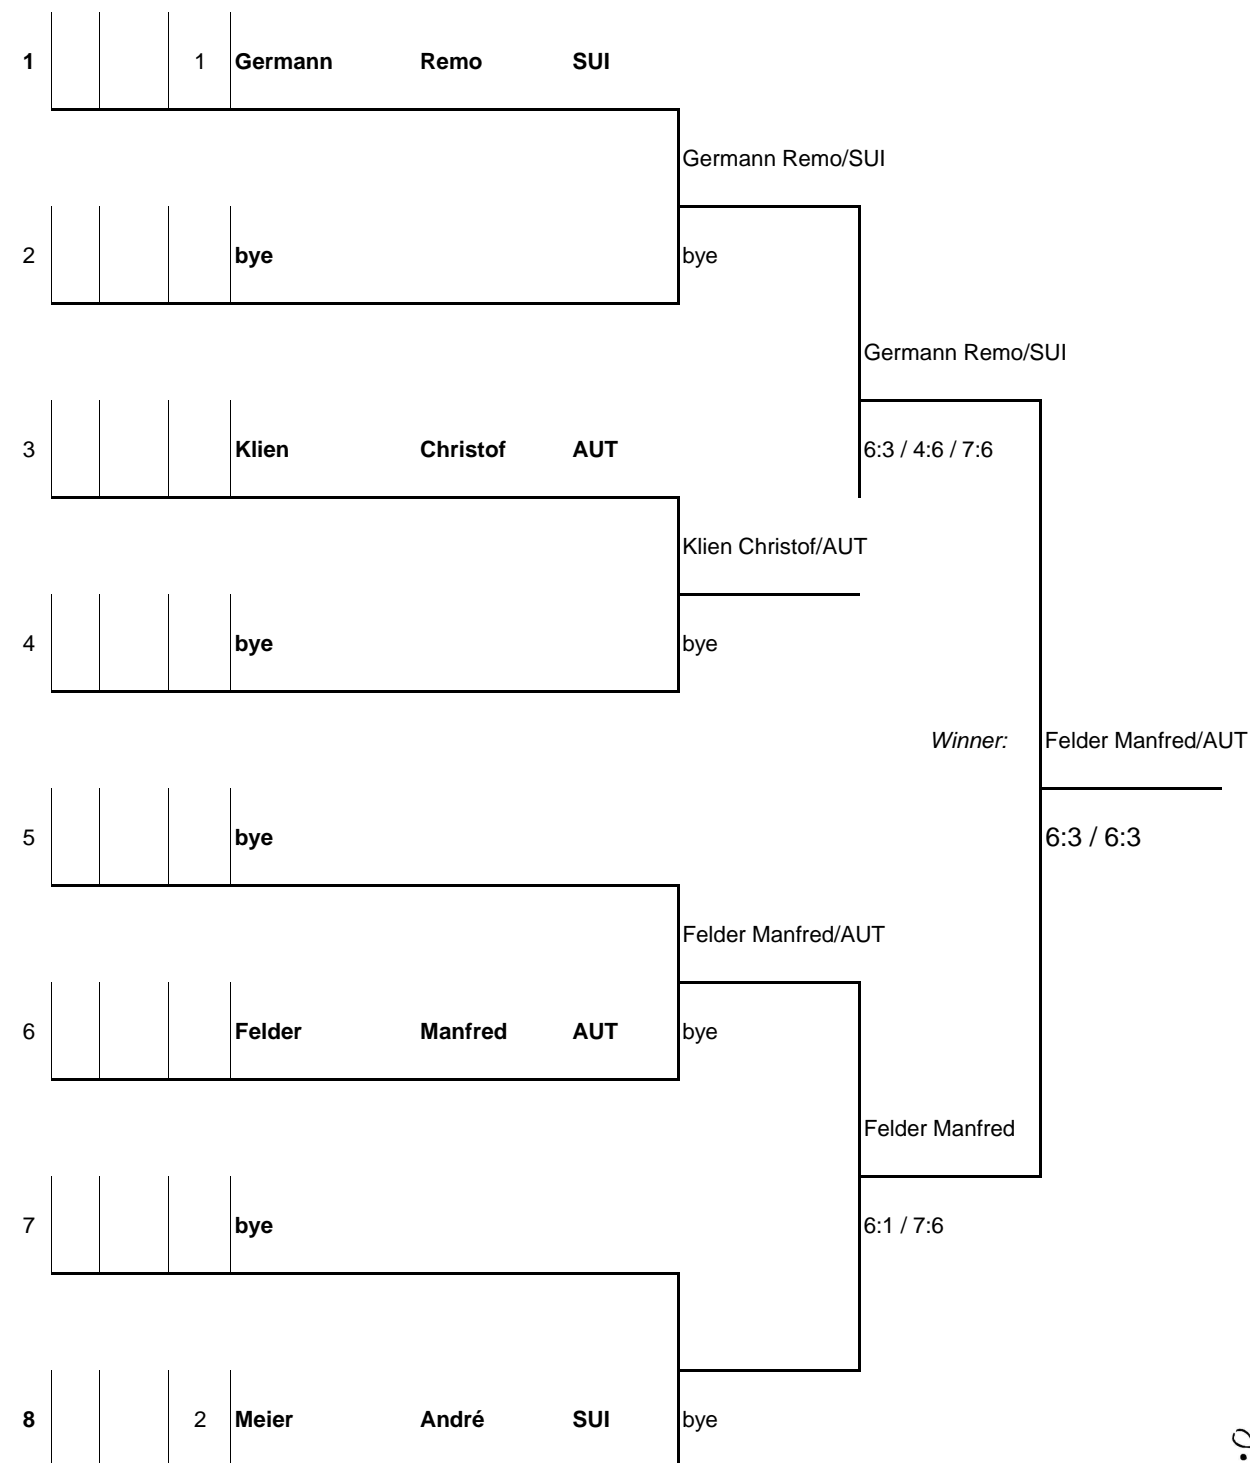 1 1 Germann Remo SUI
Germann Remo/SUI
2 bye bye
Germann Remo/SUI
3 Klien Christof AUT 6:3 / 4:6 / 7:6
Klien Christof/AUT
4 bye bye
Winner: Felder Manfred/AUT
5 bye 6:3 / 6:3
Felder Manfred/AUT
6 Felder Manfred AUT bye
Felder Manfred
7 bye 6:1 / 7:6
8 2 Meier André SUI bye